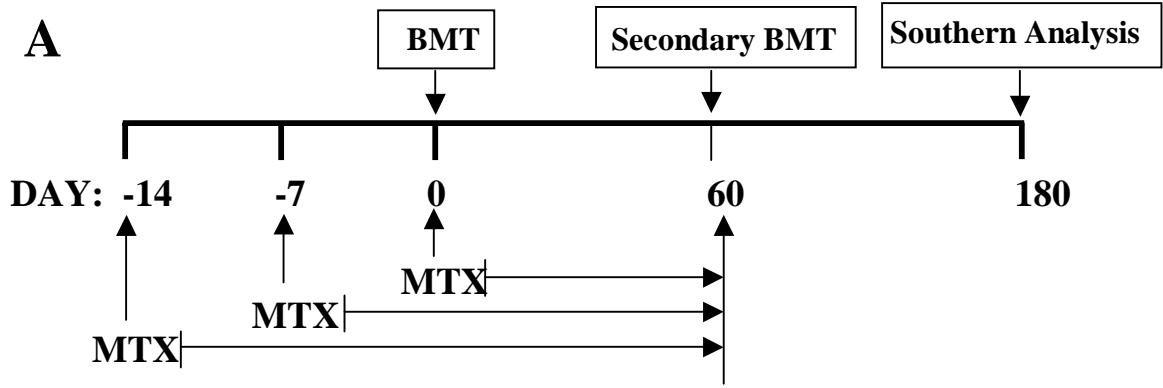 A
BMT
Secondary BMT
Southern Analysis
DAY: -14 -7 0 60 180
MTX
MTX
MTX